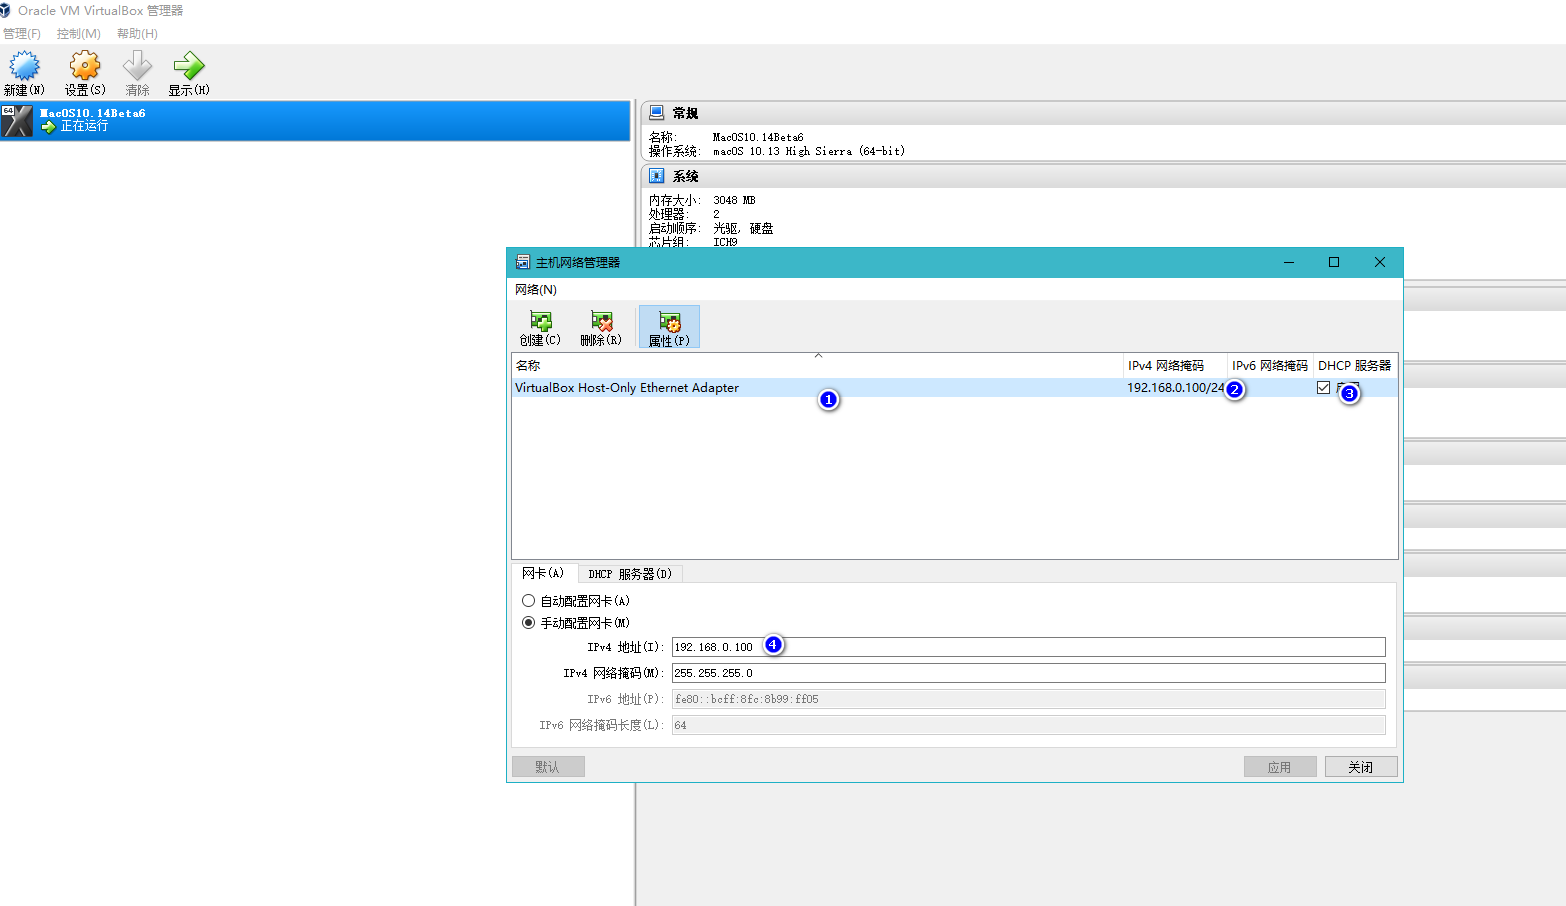 Oracle VM VirtualBox 管理器
管理(F) 控制(M) 帮助(H)
新建(N) 设置(S) 清除 显示(H)
64
MacOS10.14Beta6
正在运行
常规
名称: MacOS10.14Beta6
操作系统: macOS 10.13 High Sierra (64-bit)
系统
内存大小: 3048 MB
处理器: 2
启动顺序: 光驱, 硬盘
芯片组: ICH9
主机网络管理器
网络(N)
创建(C) 删除(R) 属性(P)
名称 IPv4 网络掩码 IPv6 网络掩码 DHCP 服务器
VirtualBox Host-Only Ethernet Adapter 192.168.0.100/24
1 2 3
网卡(A) DHCP 服务器(D)
自动配置网卡(A)
手动配置网卡(M)
IPv4 地址(I): 192.168.0.100 4
IPv4 网络掩码(M): 255.255.255.0
IPv6 地址(P): fe80::bcff:8fc:8b99:ff05
IPv6 网络掩码长度(L): 64
默认 应用 关闭